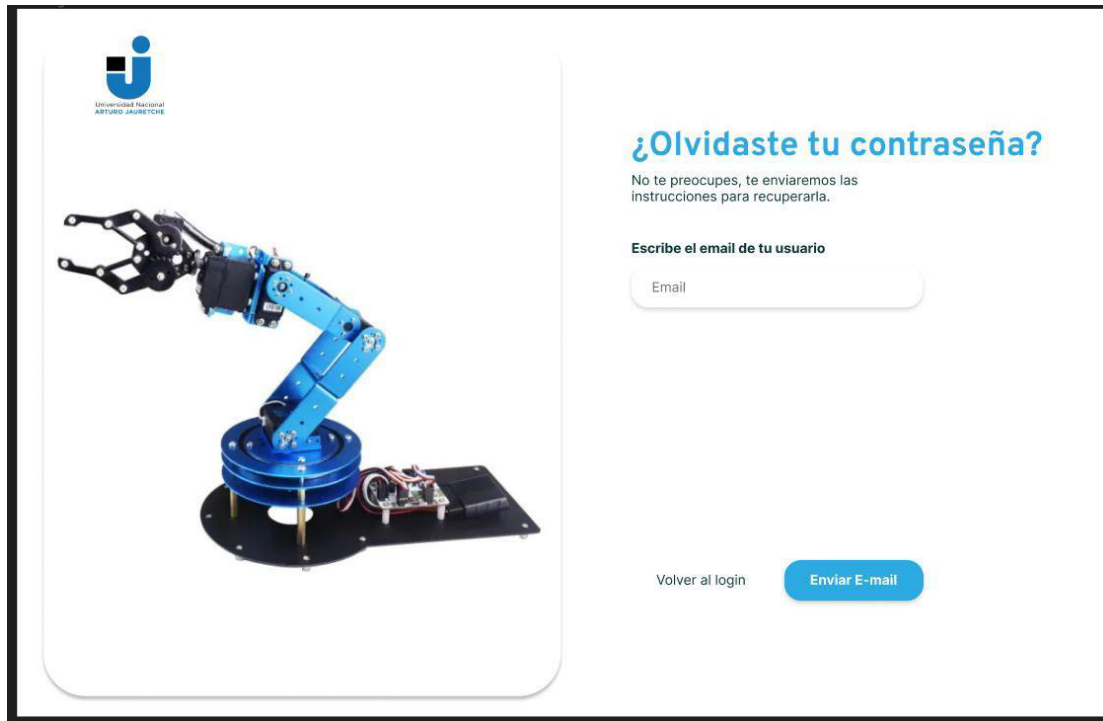 Universidad Nacional
ARTURO JAURETCHE
¿Olvidaste tu contraseña?
No te preocupes, te enviaremos las
instrucciones para recuperarla.
Escribe el email de tu usuario
Email
Volver al login
Enviar E-mail